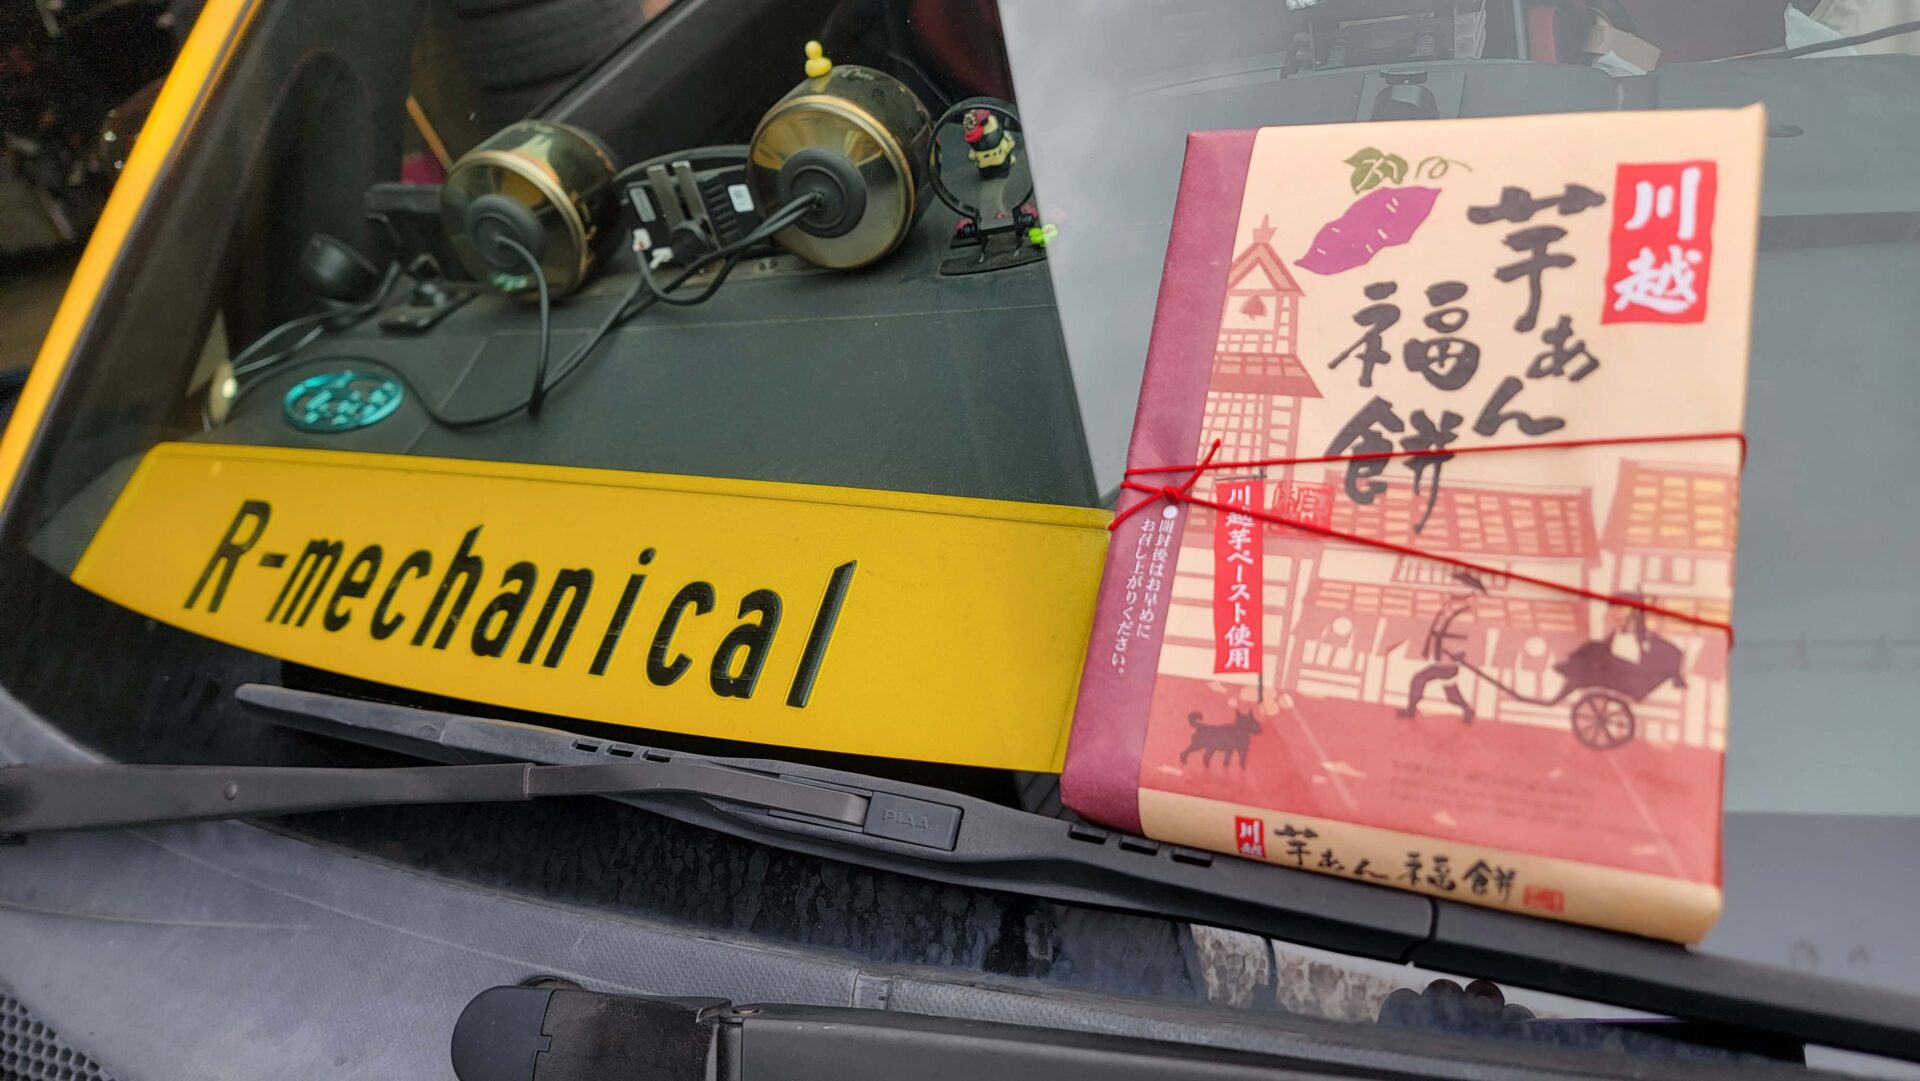 R-mechanical
PIAA
川越
芋あん
福餅
川越芋ペースト使用
●開封後はお早めに
お召し上がりください。
川越 芋あん福餅